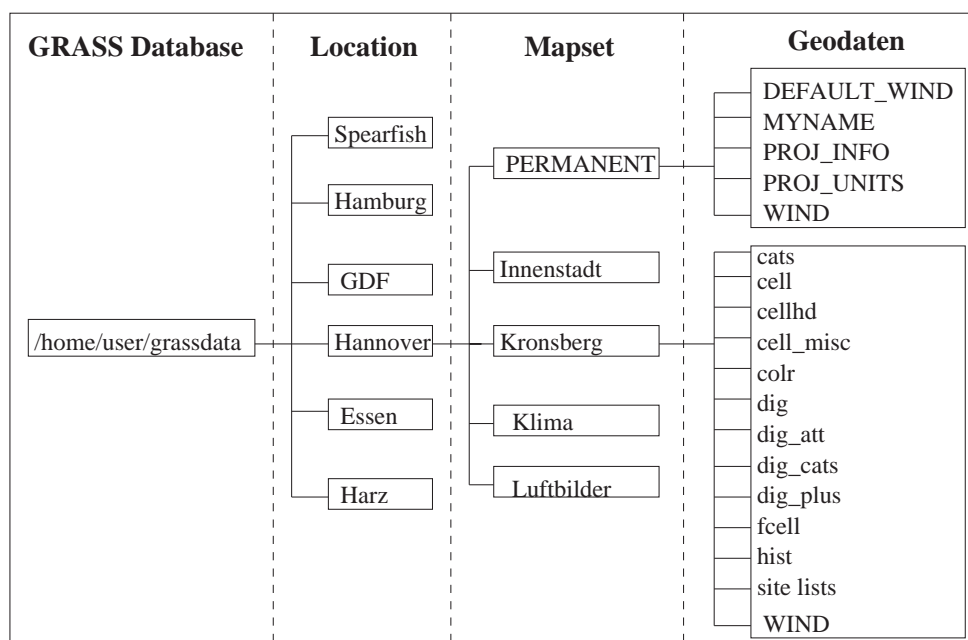 GRASS Database
Location
Mapset
Geodaten
/home/user/grassdata
Spearfish
Hamburg
GDF
Hannover
Essen
Harz
PERMANENT
Innenstadt
Kronsberg
Klima
Luftbilder
DEFAULT_WIND
MYNAME
PROJ_INFO
PROJ_UNITS
WIND
cats
cell
cellhd
cell_misc
colr
dig
dig_att
dig_cats
dig_plus
fcell
hist
site lists
WIND